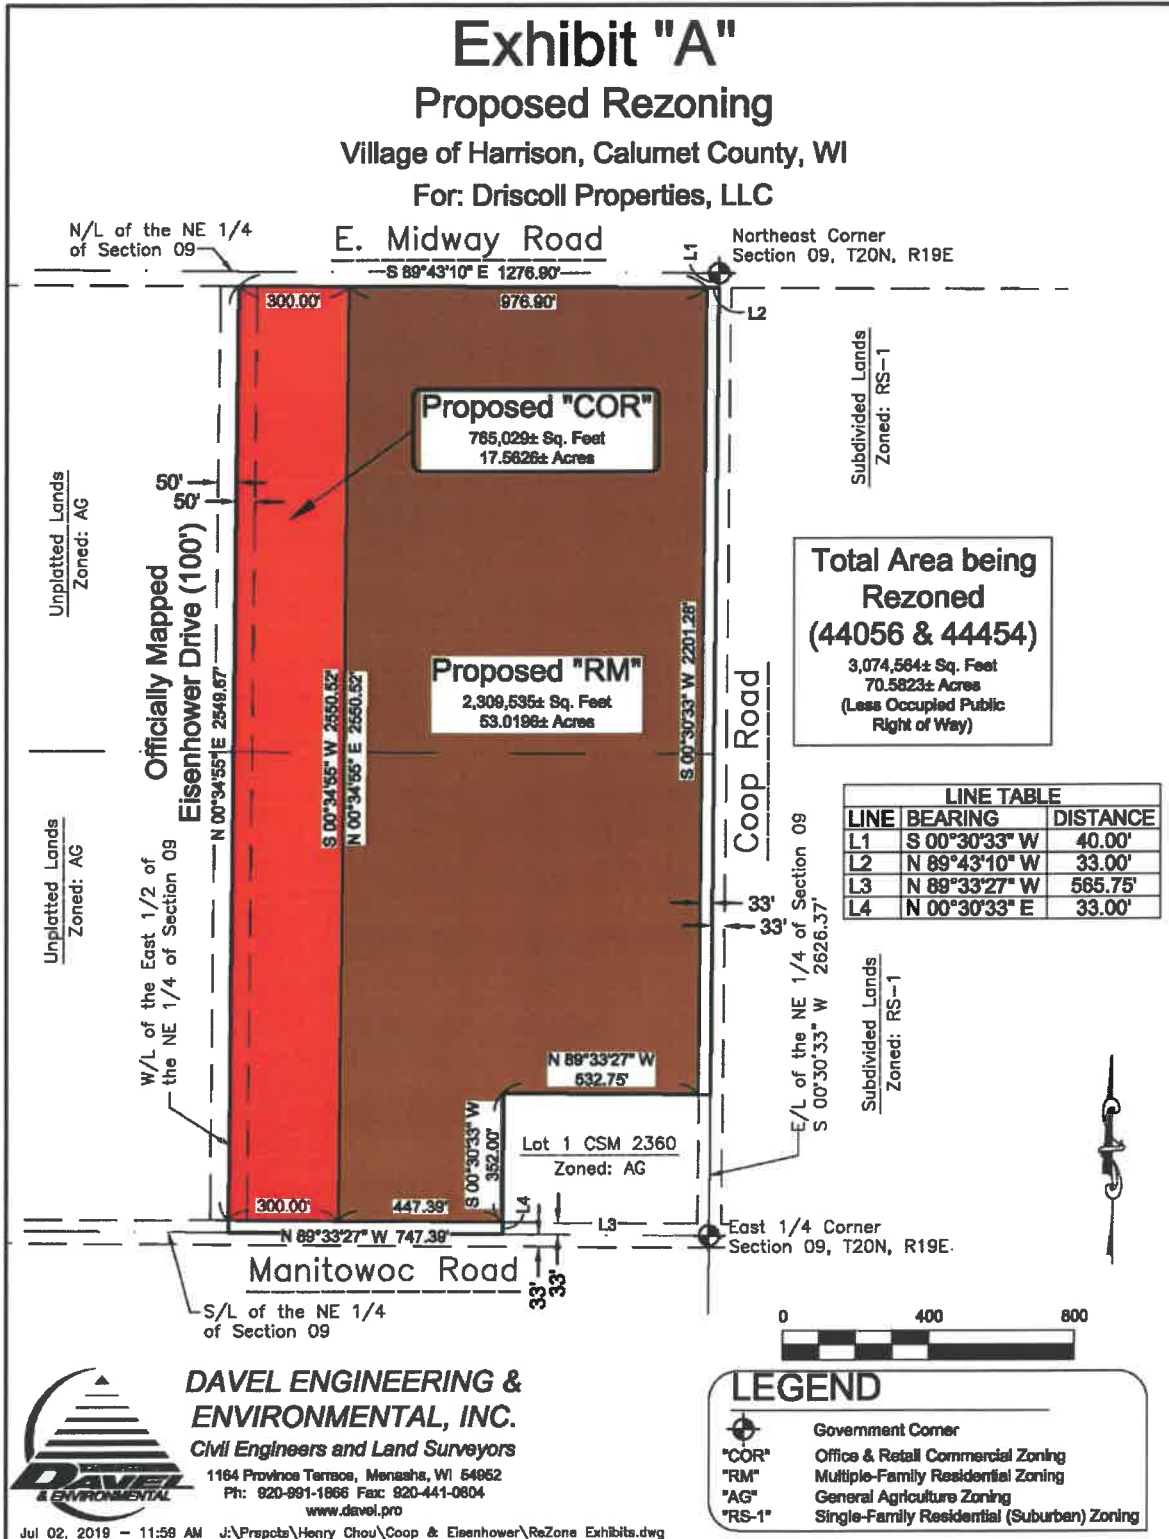 Exhibit "A"
Proposed Rezoning
Village of Harrison, Calumet County, WI
For: Driscoll Properties, LLC
N/L of the NE 1/4
of Section 09
E. Midway Road
S 89°43'10" E 1276.90'
L1
Northeast Corner
Section 09, T20N, R19E
300.00'
976.90'
L2
Subdivided Lands
Zoned: RS-1
Proposed "COR"
765,029± Sq. Feet
17.5626± Acres
50'
50'
Unplatted Lands
Zoned: AG
Officially Mapped
Eisenhower Drive (100')
N 00°34'55" E 2549.67'
S 00°34'55" W 2550.52'
N 00°34'55" E 2550.52'
Proposed "RM"
2,309,535± Sq. Feet
53.0196± Acres
S 00°30'33" W 2201.28'
Coop Road
Total Area being
Rezoned
(44056 & 44454)
3,074,564± Sq. Feet
70.5823± Acres
(Less Occupied Public
Right of Way)
LINE TABLE
LINE BEARING DISTANCE
L1 S 00°30'33" W 40.00'
L2 N 89°43'10" W 33.00'
L3 N 89°33'27" W 565.75'
L4 N 00°30'33" E 33.00'
Unplatted Lands
Zoned: AG
W/L of the East 1/2 of
the NE 1/4 of Section 09
33'
33'
E/L of the NE 1/4 of Section 09
S 00°30'33" W 2626.37'
Subdivided Lands
Zoned: RS-1
N 89°33'27" W
532.75'
S 00°30'33" W
352.00'
Lot 1 CSM 2360
Zoned: AG
300.00'
447.39'
L4
L3
N 89°33'27" W 747.39'
East 1/4 Corner
Section 09, T20N, R19E.
Manitowoc Road
33'
33'
S/L of the NE 1/4
of Section 09
0 400 800
DAVEL ENGINEERING &
ENVIRONMENTAL, INC.
Civil Engineers and Land Surveyors
1164 Province Terrace, Menasha, WI 54952
Ph: 920-991-1866 Fax: 920-441-0804
www.davel.pro
DAVEL
& ENVIRONMENTAL
LEGEND
Government Corner
"COR" Office & Retail Commercial Zoning
"RM" Multiple-Family Residential Zoning
"AG" General Agriculture Zoning
"RS-1" Single-Family Residential (Suburban) Zoning
Jul 02, 2019 – 11:59 AM J:\Prspcts\Henry Chou\Coop & Eisenhower\ReZone Exhibits.dwg